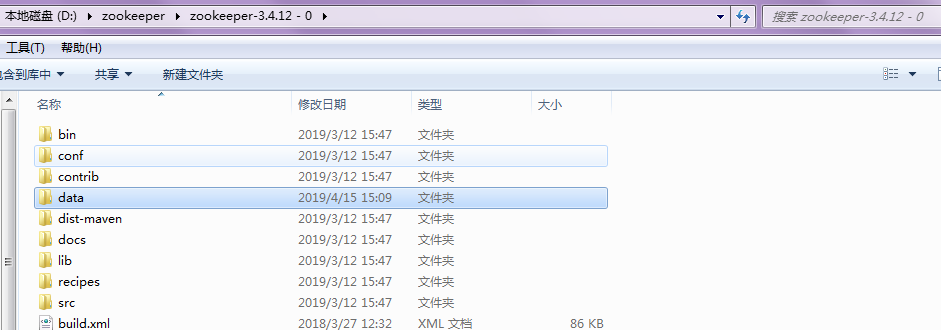 本地磁盘 (D:) ▸ zookeeper ▸ zookeeper-3.4.12 - 0 ▸ 搜索 zookeeper-3.4.12 - 0
工具(T) 帮助(H)
含到库中 共享 新建文件夹
名称 修改日期 类型 大小
bin 2019/3/12 15:47 文件夹
conf 2019/3/12 15:47 文件夹
contrib 2019/3/12 15:47 文件夹
data 2019/4/15 15:09 文件夹
dist-maven 2019/3/12 15:47 文件夹
docs 2019/3/12 15:47 文件夹
lib 2019/3/12 15:47 文件夹
recipes 2019/3/12 15:47 文件夹
src 2019/3/12 15:47 文件夹
build.xml 2018/3/27 12:32 XML 文档 86 KB